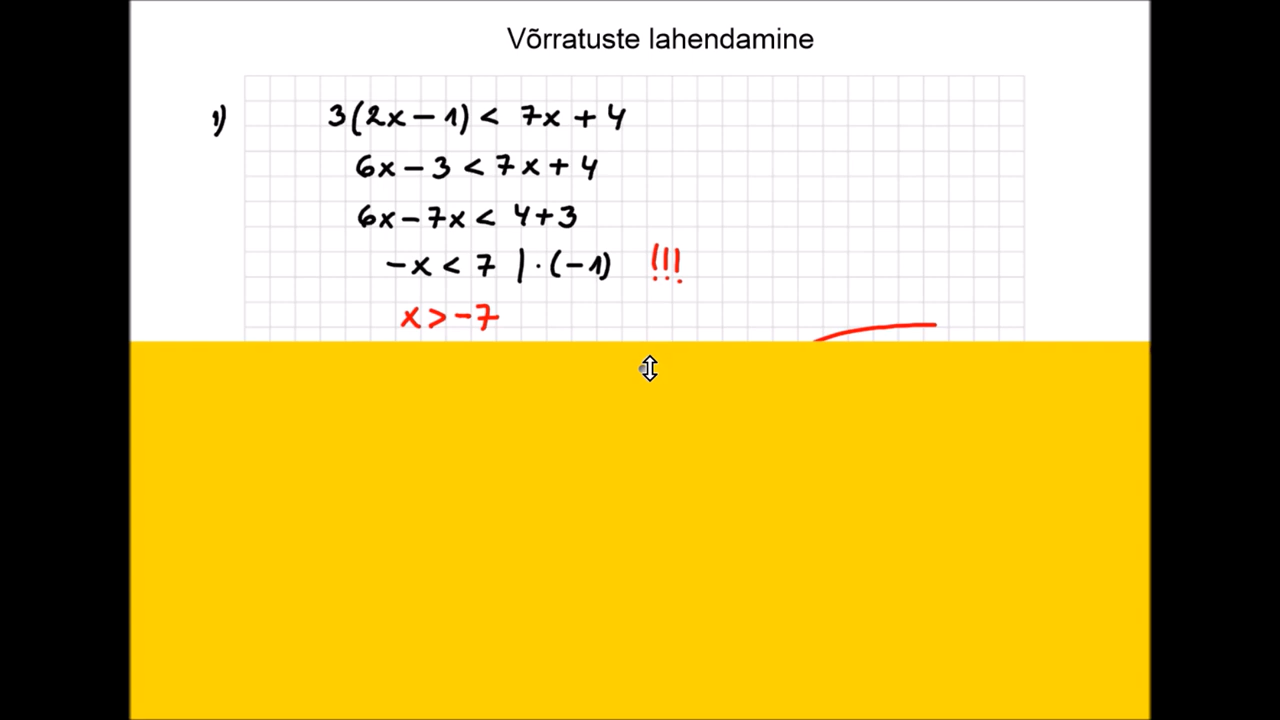 Võrratuste lahendamine
1) 3(2x - 1) < 7x + 4
6x - 3 < 7x + 4
6x - 7x < 4 + 3
-x < 7 | · (-1) !!!
x > -7